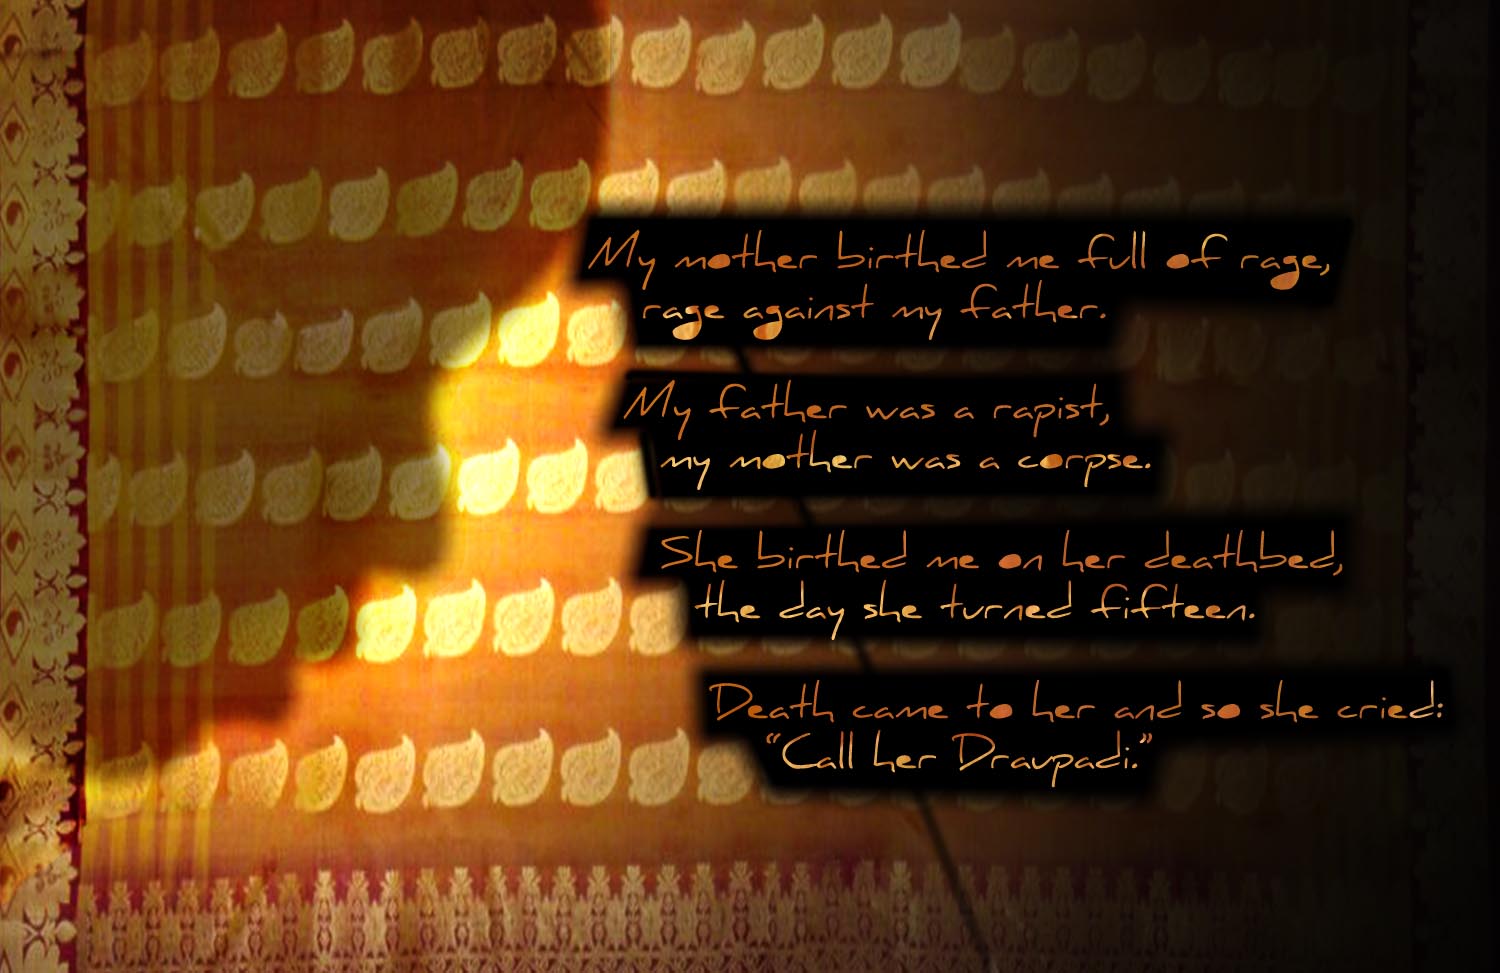 My mother birthed me full of rage,
rage against my father.
My father was a rapist,
my mother was a corpse.
She birthed me on her deathbed,
the day she turned fifteen.
Death came to her and so she cried:
“Call her Draupadi.”